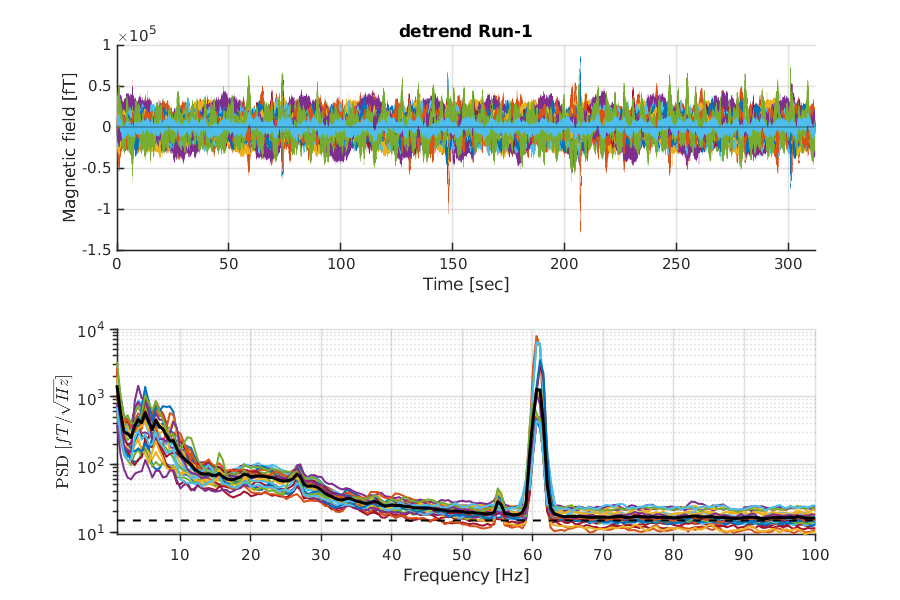 detrend Run-1
×10^5
1
0.5
0
-0.5
-1
-1.5
Magnetic field [fT]
0 50 100 150 200 250 300
Time [sec]
10^4
10^3
10^2
10^1
PSD [fT/√Hz]
10 20 30 40 50 60 70 80 90 100
Frequency [Hz]